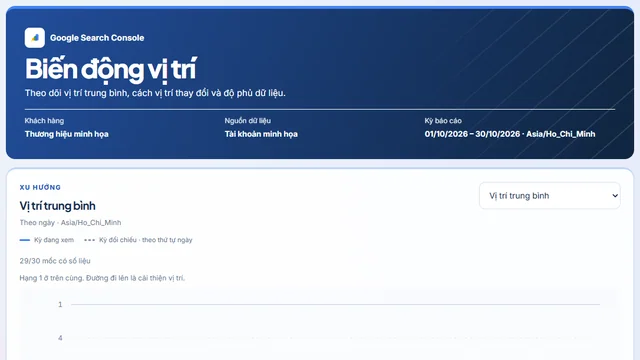 Google Search Console
Biến động vị trí
Theo dõi vị trí trung bình, cách vị trí thay đổi và độ phủ dữ liệu.
Khách hàng
Thương hiệu minh họa
Nguồn dữ liệu
Tài khoản minh họa
Kỳ báo cáo
01/10/2026 – 30/10/2026 · Asia/Ho_Chi_Minh
XU HƯỚNG
Vị trí trung bình
Vị trí trung bình
Theo ngày · Asia/Ho_Chi_Minh
Kỳ đang xem
Kỳ đối chiếu · theo thứ tự ngày
29/30 mốc có số liệu
Hạng 1 ở trên cùng. Đường đi lên là cải thiện vị trí.
1
4